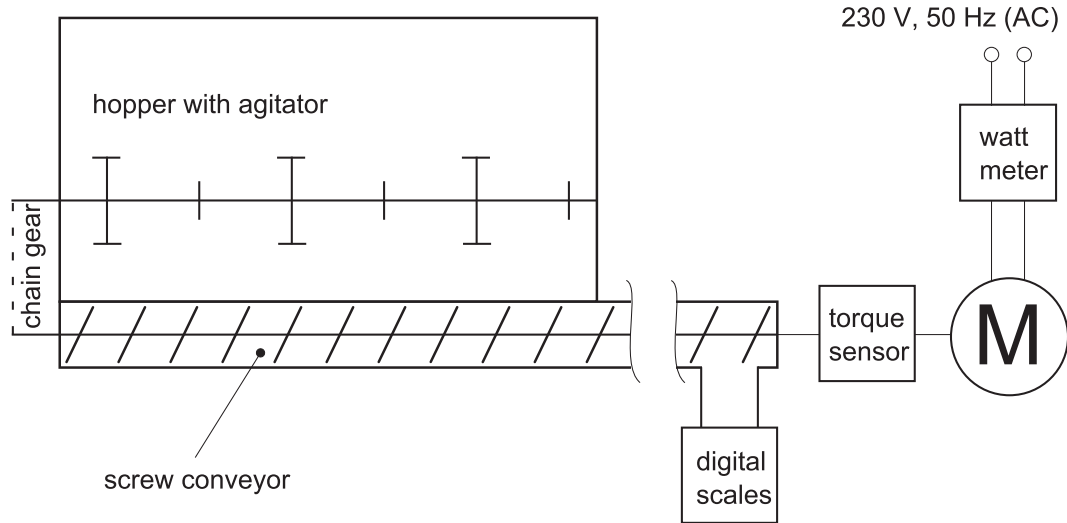 230 V, 50 Hz (AC)
hopper with agitator
watt
meter
chain gear
torque
sensor
M
screw conveyor
digital
scales